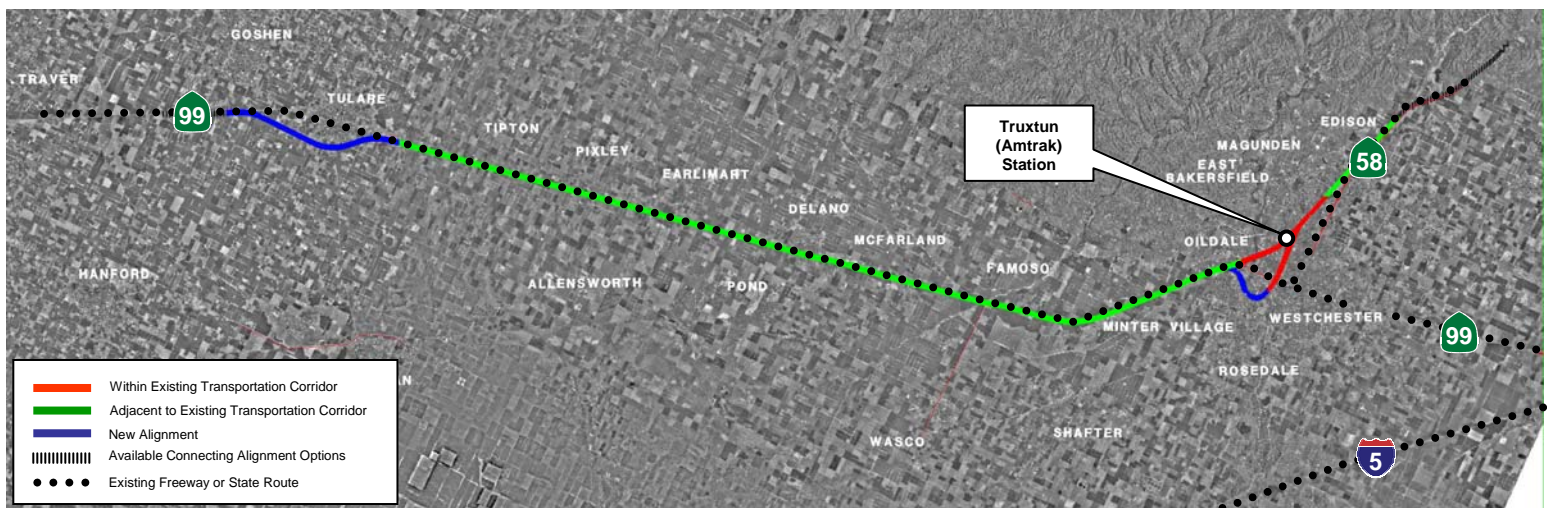 GOSHEN
TRAVER
99
TULARE
TIPTON
PIXLEY
EARLIMART
DELANO
MCFARLAND
FAMOSO
HANFORD
ALLENSWORTH
POND
Truxtun
(Amtrak)
Station
EDISON
MAGUNDEN
58
EAST
BAKERSFIELD
OILDALE
MINTER VILLAGE
WESTCHESTER
99
ROSEDALE
WASCO
SHAFTER
5
AN
Within Existing Transportation Corridor
Adjacent to Existing Transportation Corridor
New Alignment
Available Connecting Alignment Options
Existing Freeway or State Route